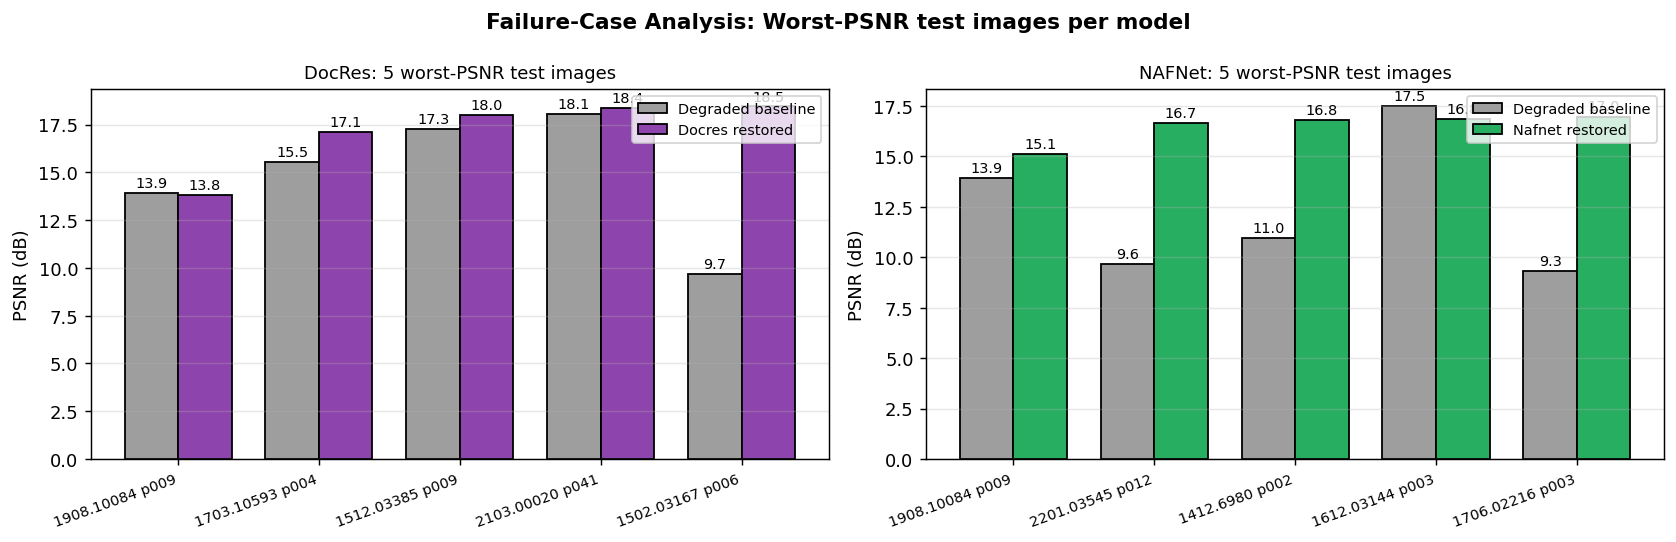 Failure-Case Analysis: Worst-PSNR test images per model
DocRes: 5 worst-PSNR test images
PSNR (dB)
17.5
15.0
12.5
10.0
7.5
5.0
2.5
0.0
13.9
13.8
15.5
17.1
17.3
18.0
18.1
18.4
9.7
18.5
Degraded baseline
Docres restored
1908.10084 p009
1703.10593 p004
1512.03385 p009
2103.00020 p041
1502.03167 p006
NAFNet: 5 worst-PSNR test images
PSNR (dB)
17.5
15.0
12.5
10.0
7.5
5.0
2.5
0.0
13.9
15.1
9.6
16.7
11.0
16.8
17.5
9.3
Degraded baseline
Nafnet restored
1908.10084 p009
2201.03545 p012
1412.6980 p002
1612.03144 p003
1706.02216 p003